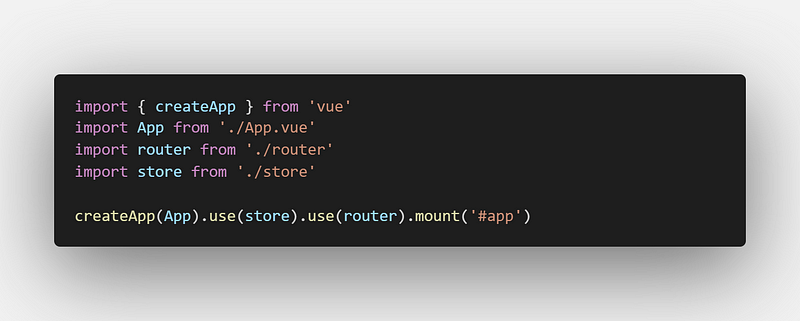 import { createApp } from 'vue'
import App from './App.vue'
import router from './router'
import store from './store'

createApp(App).use(store).use(router).mount('#app')